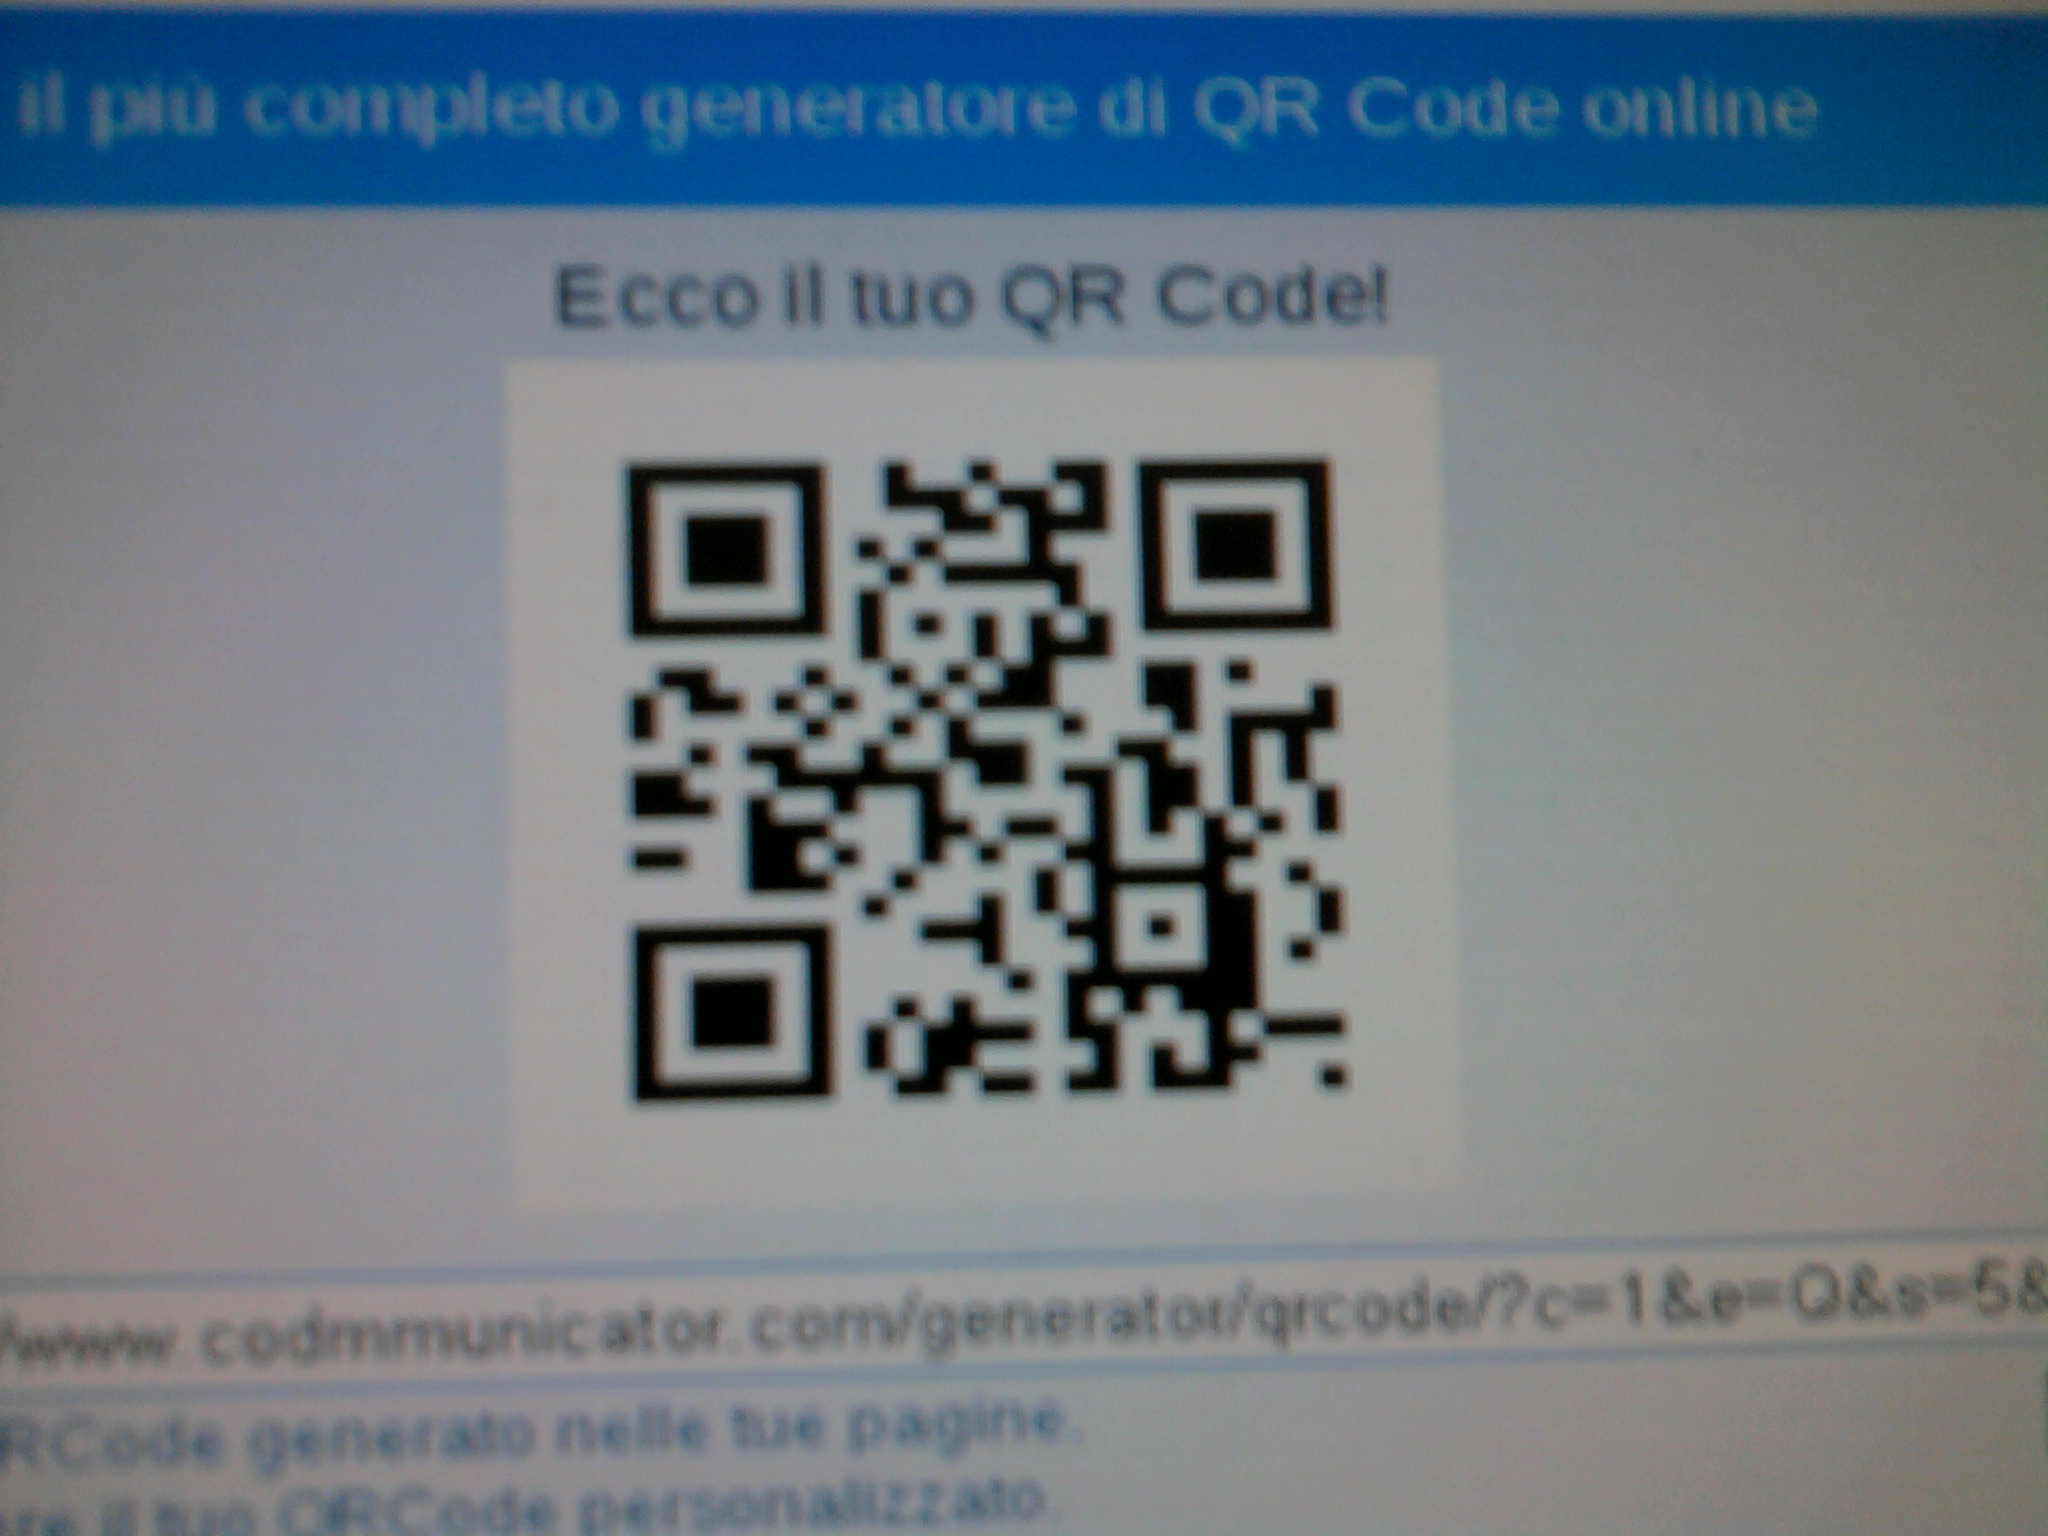 il più completo generatore di QR Code online
Ecco il tuo QR Code!
/www.codmmunicator.com/generator/qrcode/?c=1&e=Q&s=5&
RCode generato nelle tue pagine.
re il tuo QRCode personalizzato.